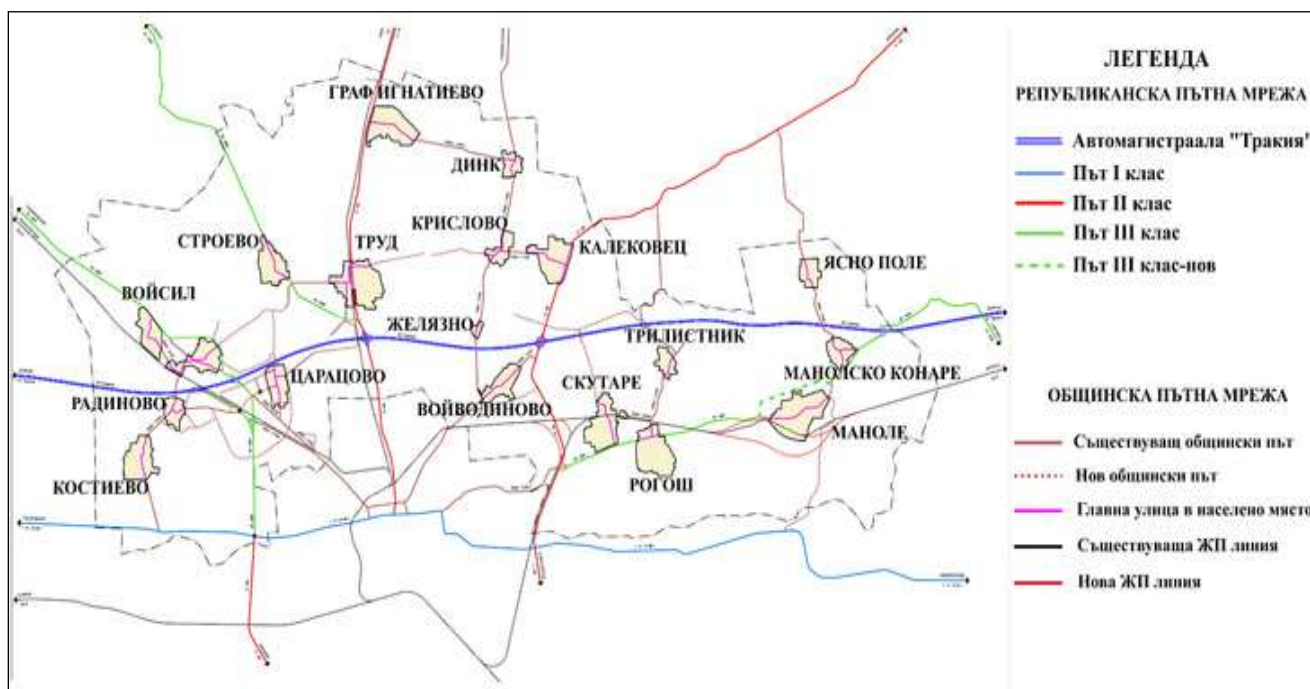 ГРАФ ИГНАТИЕВО
ДИНК
КРИСЛОВО
СТРОЕВО
ТРУД
КАЛЕКОВЕЦ
ЯСНО ПОЛЕ
ВОЙСИЛ
ЖЕЛЯЗНО
ТРИЛИСТНИК
ЦАРАЦОВО
СКУТАРЕ
МАНОЛСКО КОНАРЕ
РАДИНОВО
ВОЙВОДИНОВО
МАНОЛЕ
КОСТИЕВО
РОГОШ
ЛЕГЕНДА
РЕПУБЛИКАНСКА ПЪТНА МРЕЖА
Автомагистраала "Тракия"
Път I клас
Път II клас
Път III клас
Път III клас-нов
ОБЩИНСКА ПЪТНА МРЕЖА
Съществуващ общински път
Нов общински път
Главна улица в населено място
Съществуваща ЖП линия
Нова ЖП линия